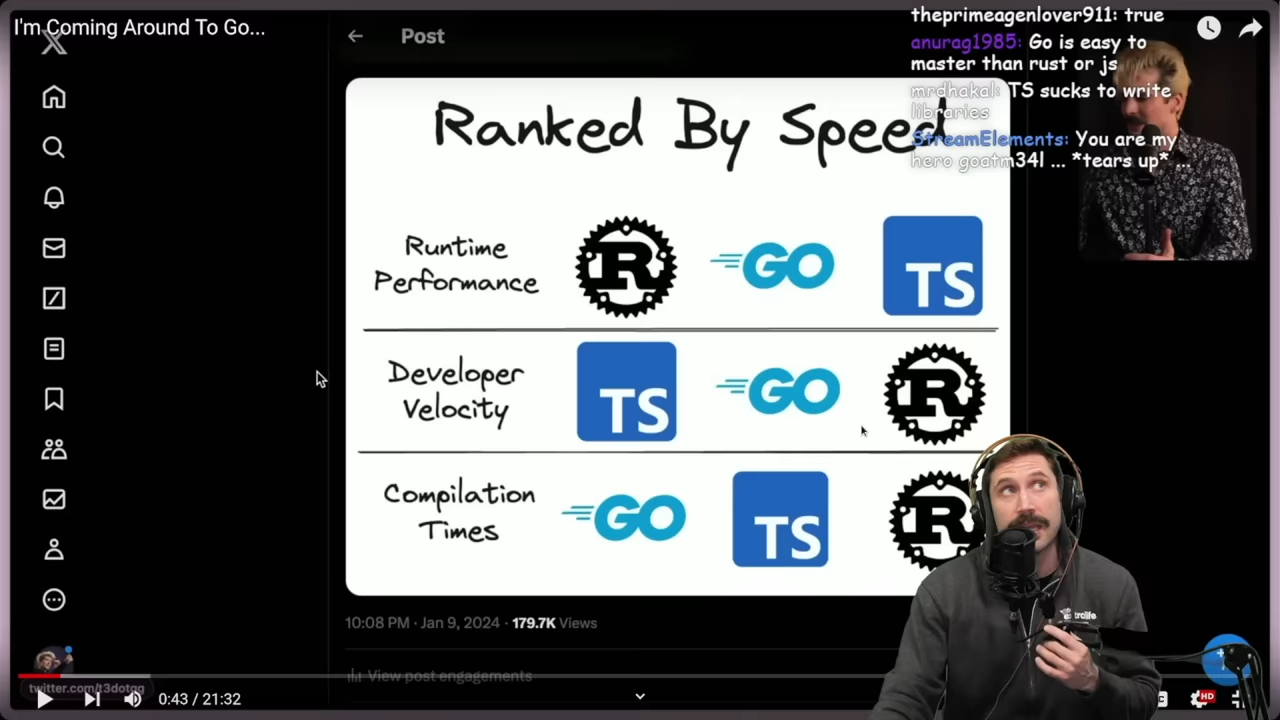 I'm Coming Around To Go...
Post
theprimeagenlover911: true
anurag1985: Go is easy to
master than rust or js
mrdhakal: TS sucks to write
libraries
StreamElements: You are my
hero goatm34l ... *tears up* ...
Ranked By Speed
Runtime
Performance
R
GO
TS
Developer
Velocity
TS
GO
R
Compilation
Times
GO
TS
R
10:08 PM · Jan 9, 2024 · 179.7K Views
View post engagements
twitter.com/t3dotgg
0:43 / 21:32
HD